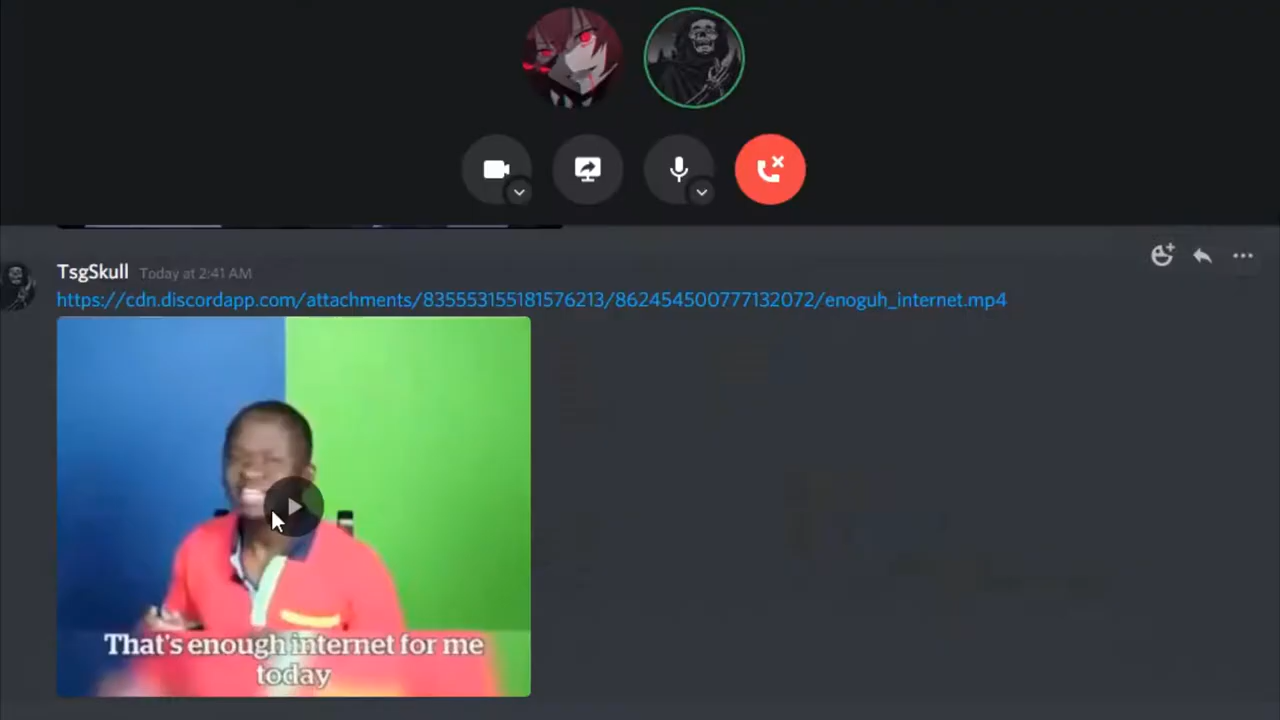 TsgSkull Today at 2:41 AM
https://cdn.discordapp.com/attachments/835553155181576213/862454500777132072/enoguh_internet.mp4
That's enough internet for me
today